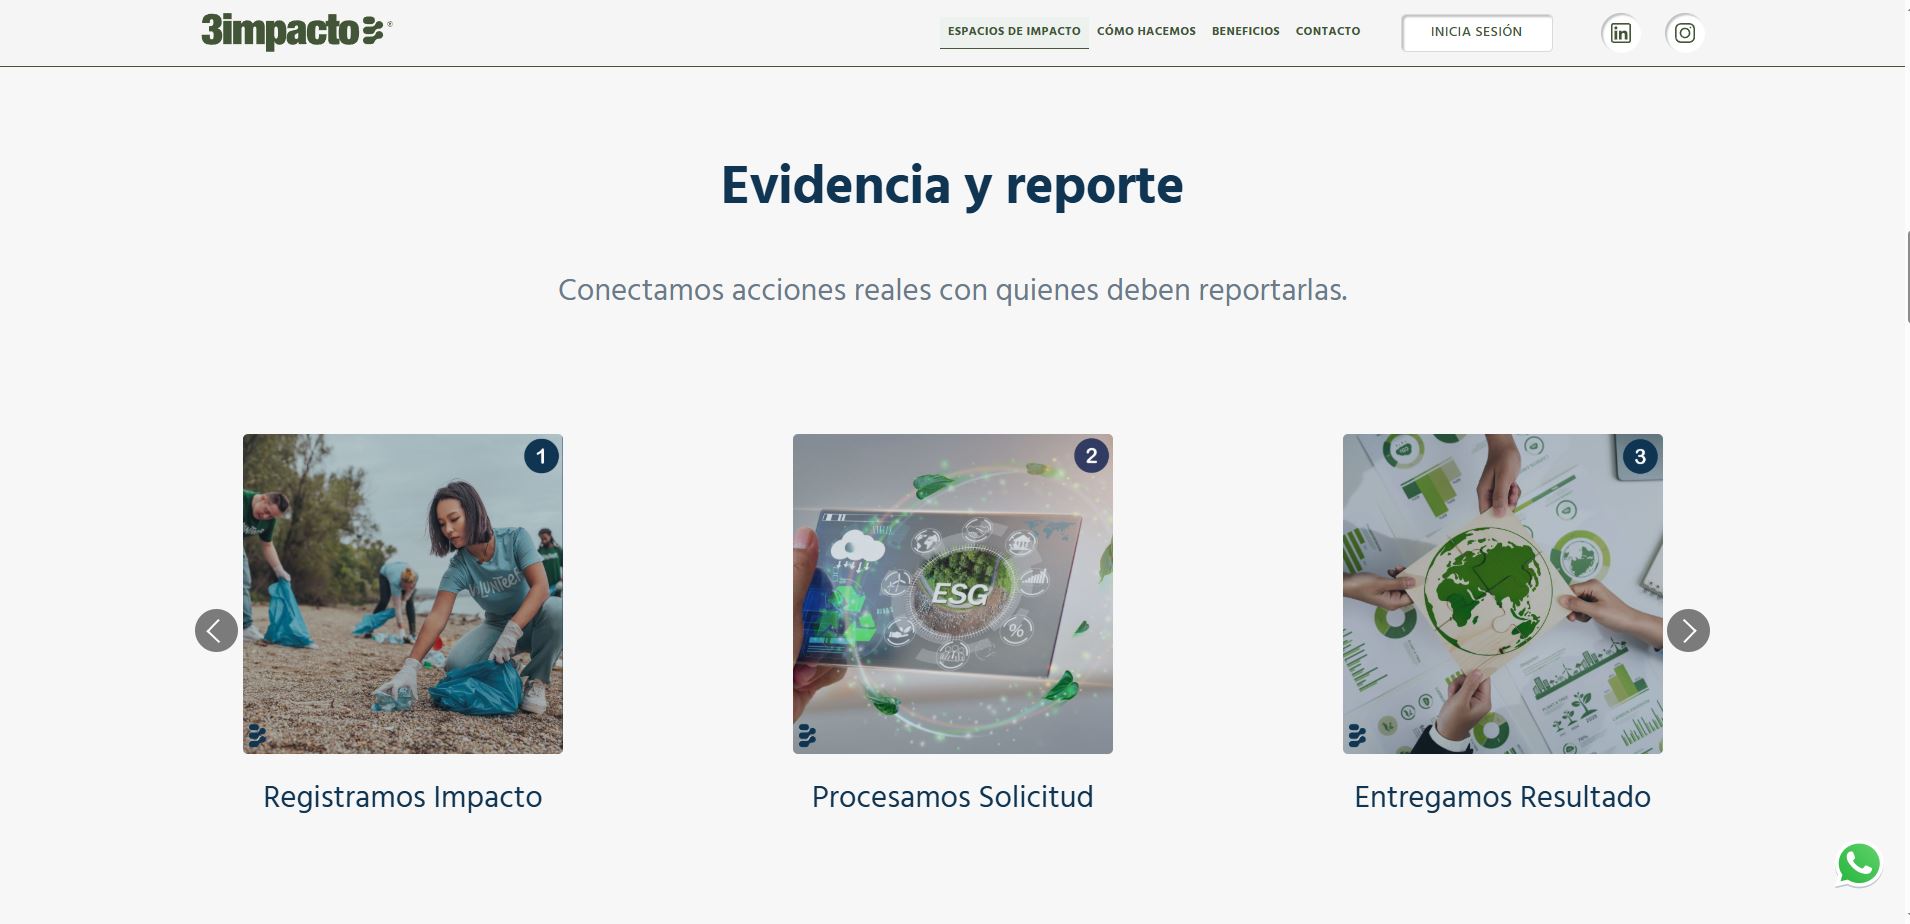 3impacto®
ESPACIOS DE IMPACTO CÓMO HACEMOS BENEFICIOS CONTACTO INICIA SESIÓN
Evidencia y reporte
Conectamos acciones reales con quienes deben reportarlas.
1
2
3
VOLUNTEER
ESG
%
Registramos Impacto
Procesamos Solicitud
Entregamos Resultado